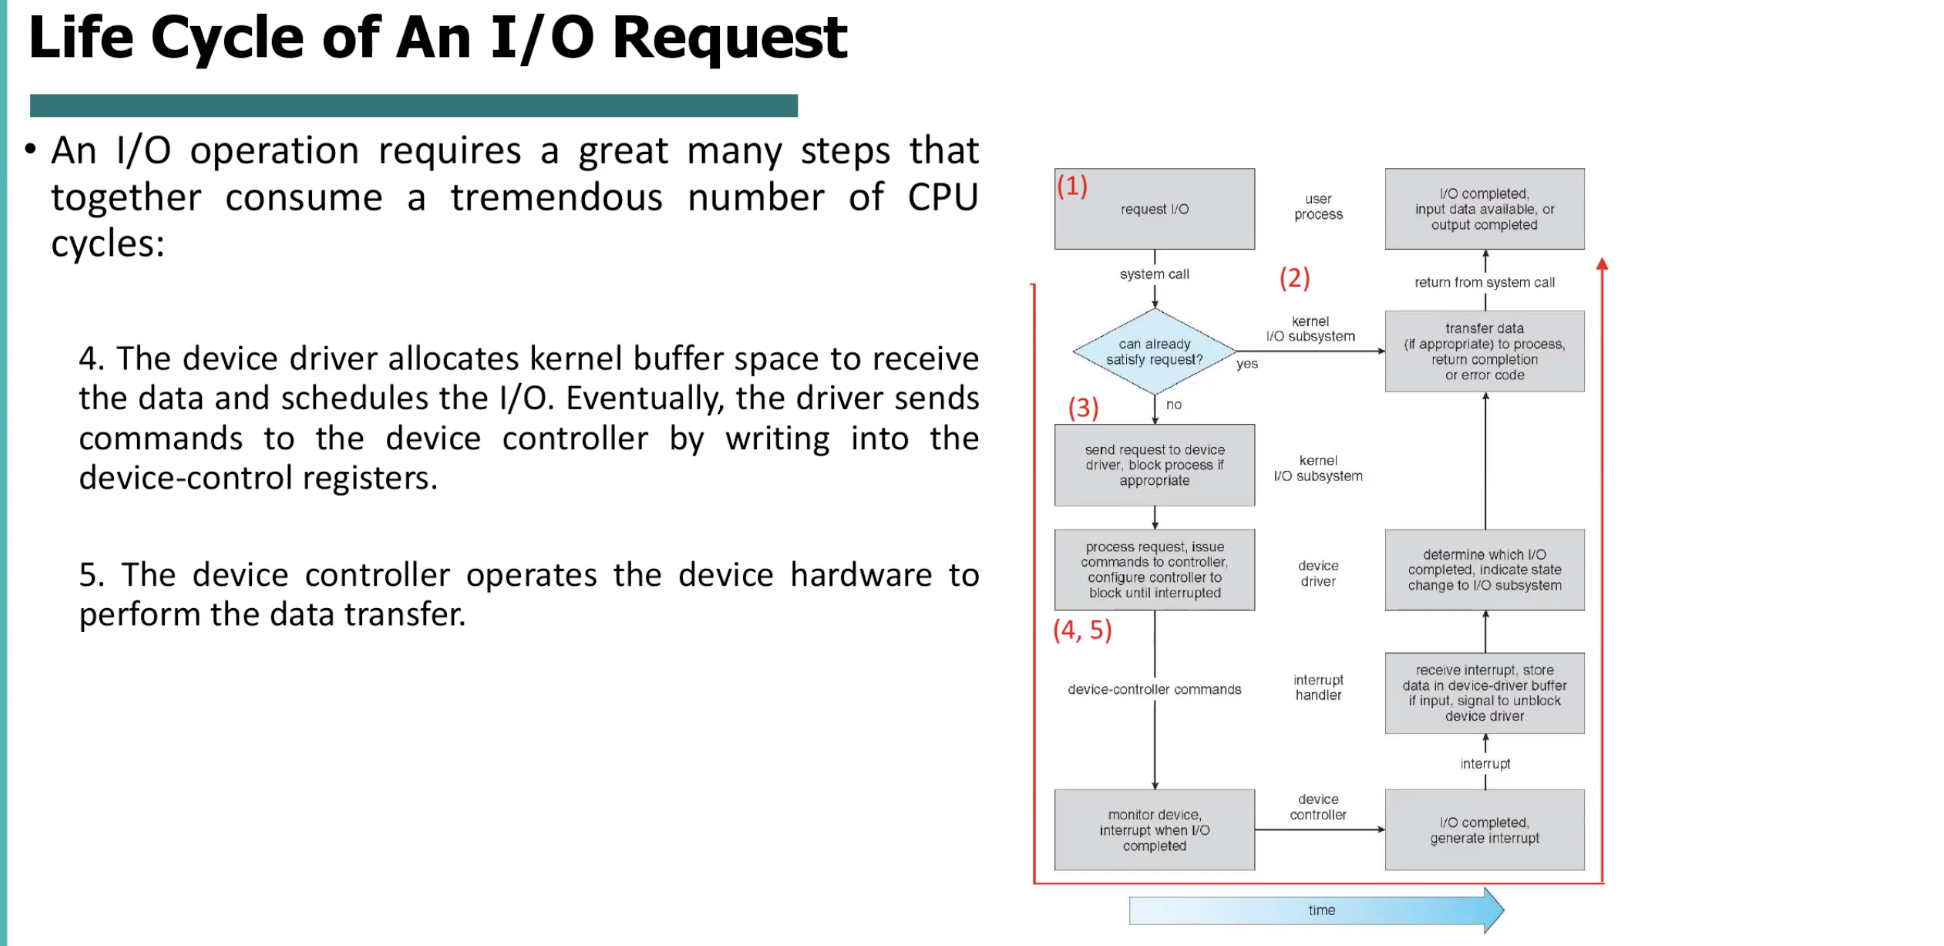 Life Cycle of An I/O Request
• An I/O operation requires a great many steps that
together consume a tremendous number of CPU
cycles:
4. The device driver allocates kernel buffer space to receive
the data and schedules the I/O. Eventually, the driver sends
commands to the device controller by writing into the
device-control registers.
5. The device controller operates the device hardware to
perform the data transfer.
(1)
request I/O
user
process
I/O completed,
input data available, or
output completed
system call
(2)
return from system call
can already
satisfy request?
kernel
I/O subsystem
yes
transfer data
(if appropriate) to process,
return completion
or error code
(3)
no
send request to device
driver, block process if
appropriate
kernel
I/O subsystem
process request, issue
commands to controller,
configure controller to
block until interrupted
device
driver
determine which I/O
completed, indicate state
change to I/O subsystem
(4, 5)
device-controller commands
interrupt
handler
receive interrupt, store
data in device-driver buffer
if input, signal to unblock
device driver
interrupt
monitor device,
interrupt when I/O
completed
device
controller
I/O completed,
generate interrupt
time